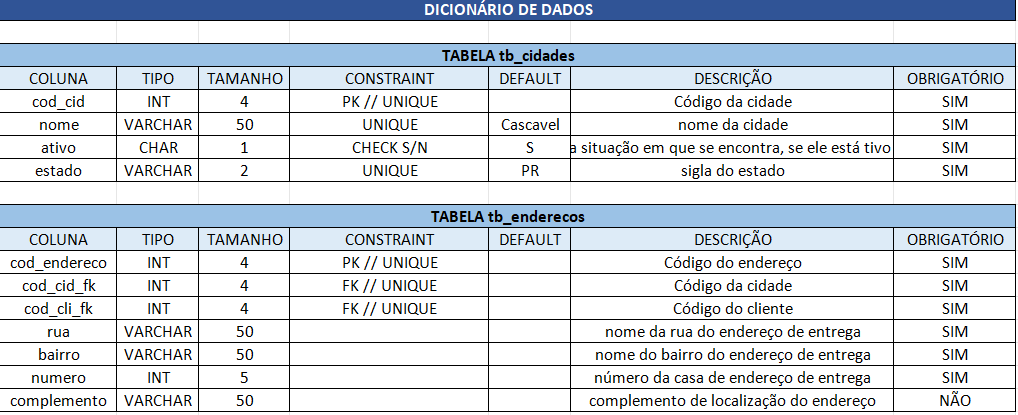 DICIONÁRIO DE DADOS
TABELA tb_cidades
COLUNA TIPO TAMANHO CONSTRAINT DEFAULT DESCRIÇÃO OBRIGATÓRIO
cod_cid INT 4 PK // UNIQUE Código da cidade SIM
nome VARCHAR 50 UNIQUE Cascavel nome da cidade SIM
ativo CHAR 1 CHECK S/N S a situação em que se encontra, se ele está tivo SIM
estado VARCHAR 2 UNIQUE PR sigla do estado SIM
TABELA tb_enderecos
COLUNA TIPO TAMANHO CONSTRAINT DEFAULT DESCRIÇÃO OBRIGATÓRIO
cod_endereco INT 4 PK // UNIQUE Código do endereço SIM
cod_cid_fk INT 4 FK // UNIQUE Código da cidade SIM
cod_cli_fk INT 4 FK // UNIQUE Código do cliente SIM
rua VARCHAR 50 nome da rua do endereço de entrega SIM
bairro VARCHAR 50 nome do bairro do endereço de entrega SIM
numero INT 5 número da casa de endereço de entrega SIM
complemento VARCHAR 50 complemento de localização do endereço NÃO